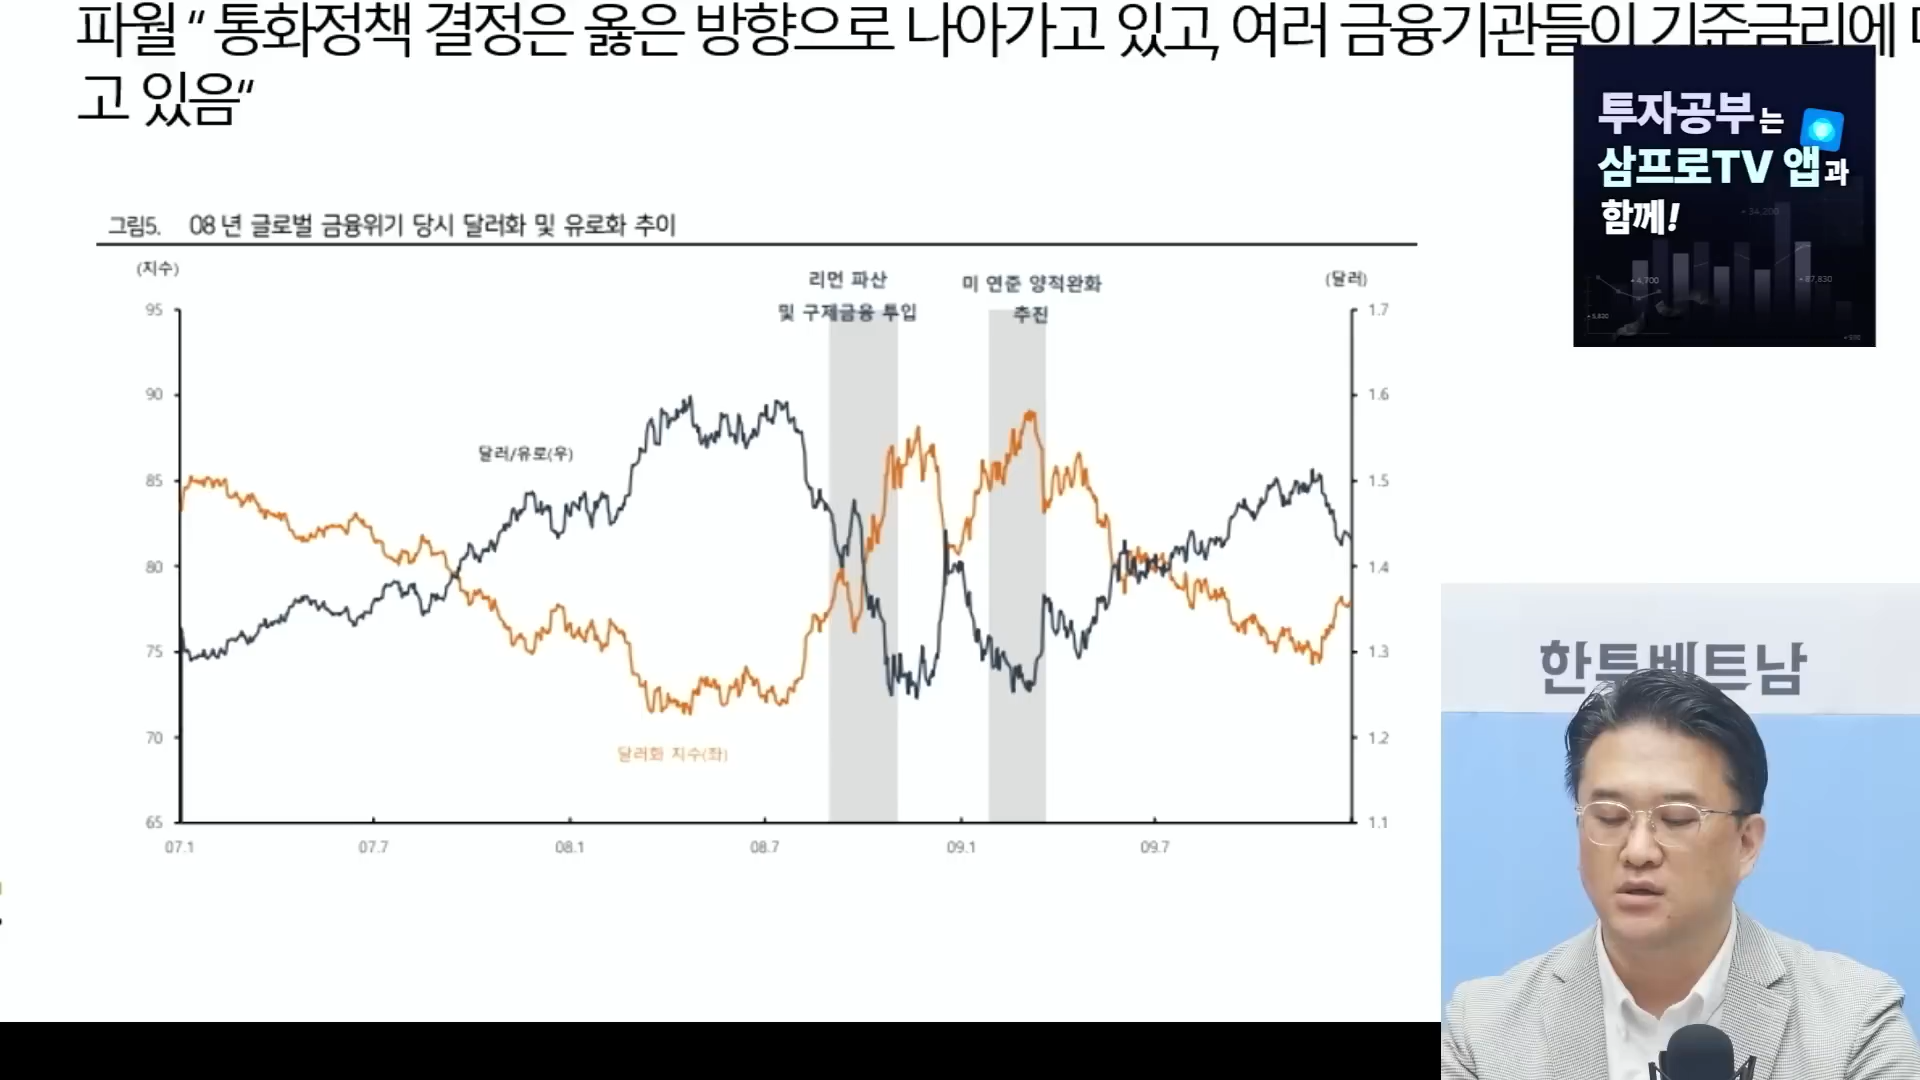 파월 “ 통화정책 결정은 옳은 방향으로 나아가고 있고, 여러 금융기관들이 기준금리에
고 있음“
투자공부는
삼프로TV 앱과
함께!
그림5. 08년 글로벌 금융위기 당시 달러화 및 유로화 추이
(지수)
(달러)
리먼 파산
및 구제금융 투입
미 연준 양적완화
추진
95
90
85
80
75
70
65
1.7
1.6
1.5
1.4
1.3
1.2
1.1
달러/유로(우)
달러화 지수(좌)
07.1 07.7 08.1 08.7 09.1 09.7
한투베트남